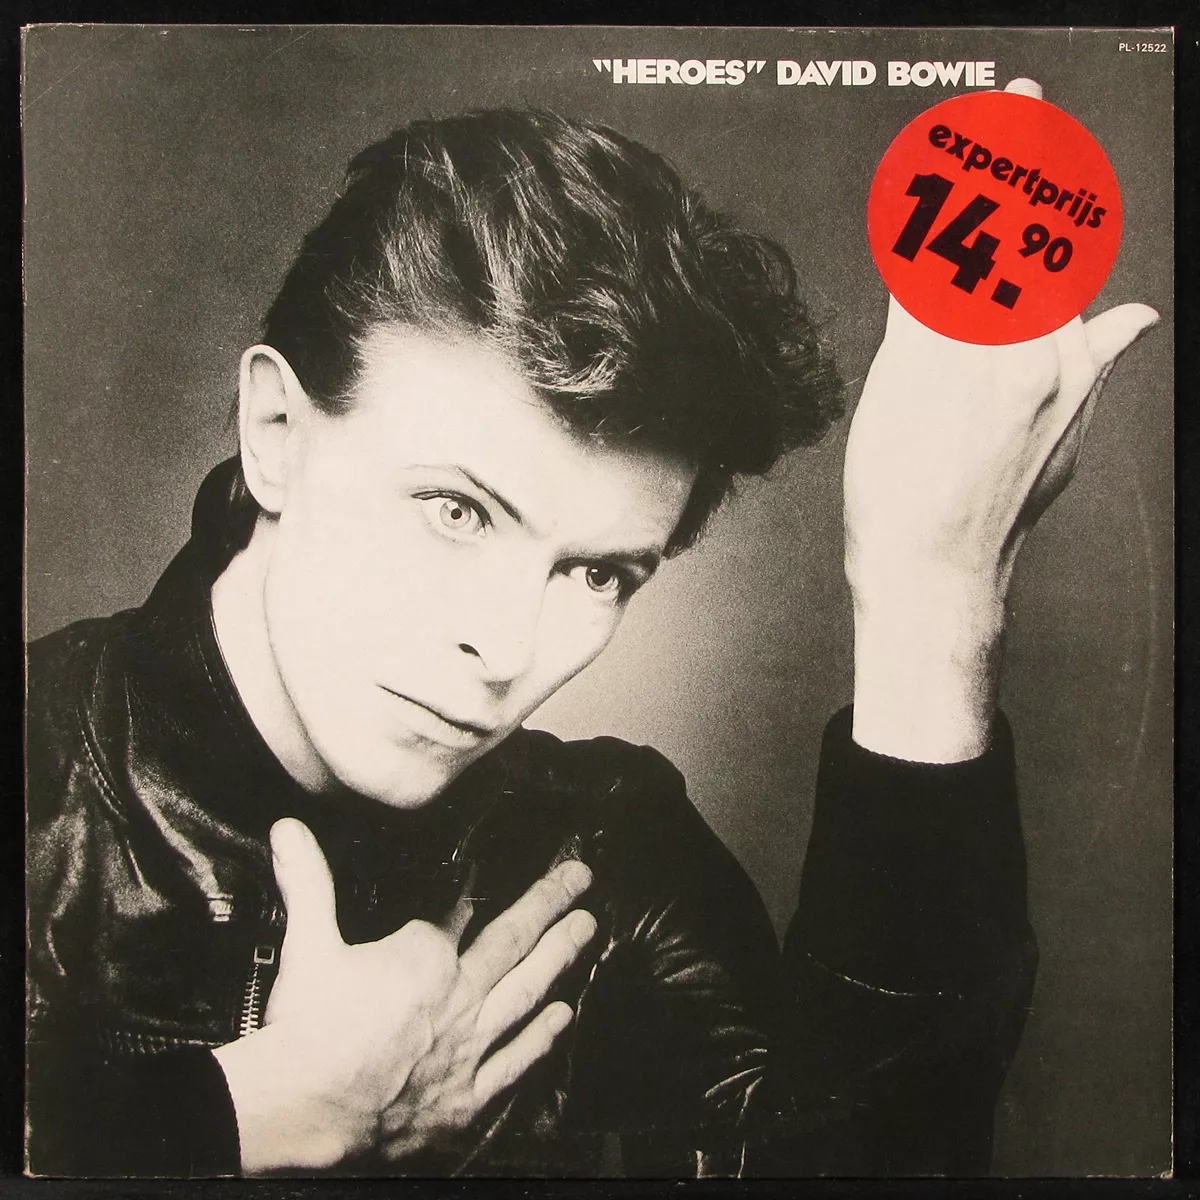 PL-12522
"HEROES" DAVID BOWIE
expertprijs
14.90